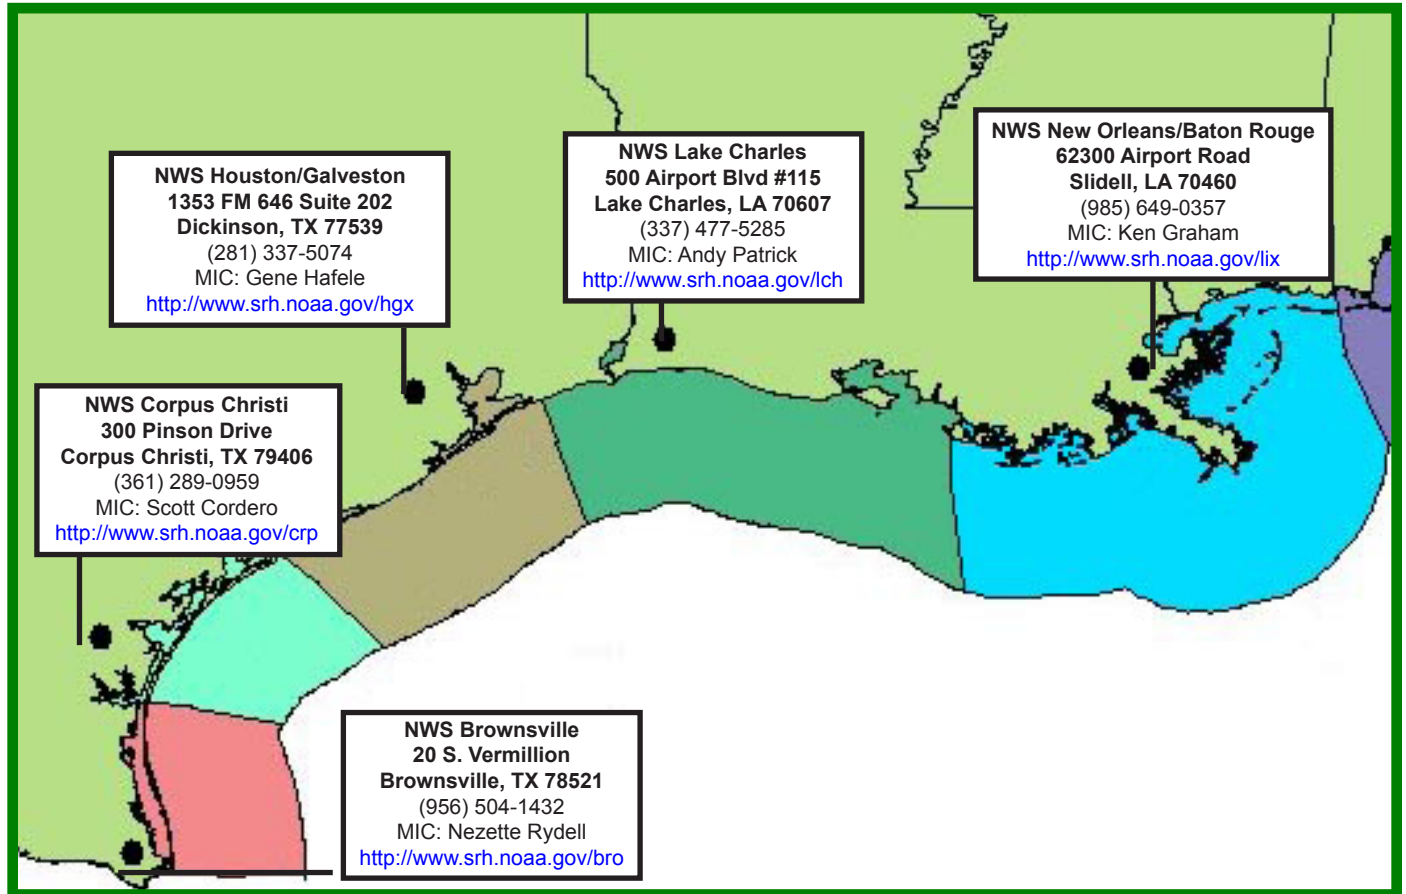 NWS Houston/Galveston
1353 FM 646 Suite 202
Dickinson, TX 77539
(281) 337-5074
MIC: Gene Hafele
http://www.srh.noaa.gov/hgx
NWS Lake Charles
500 Airport Blvd #115
Lake Charles, LA 70607
(337) 477-5285
MIC: Andy Patrick
http://www.srh.noaa.gov/lch
NWS New Orleans/Baton Rouge
62300 Airport Road
Slidell, LA 70460
(985) 649-0357
MIC: Ken Graham
http://www.srh.noaa.gov/lix
NWS Corpus Christi
300 Pinson Drive
Corpus Christi, TX 79406
(361) 289-0959
MIC: Scott Cordero
http://www.srh.noaa.gov/crp
NWS Brownsville
20 S. Vermillion
Brownsville, TX 78521
(956) 504-1432
MIC: Nezette Rydell
http://www.srh.noaa.gov/bro